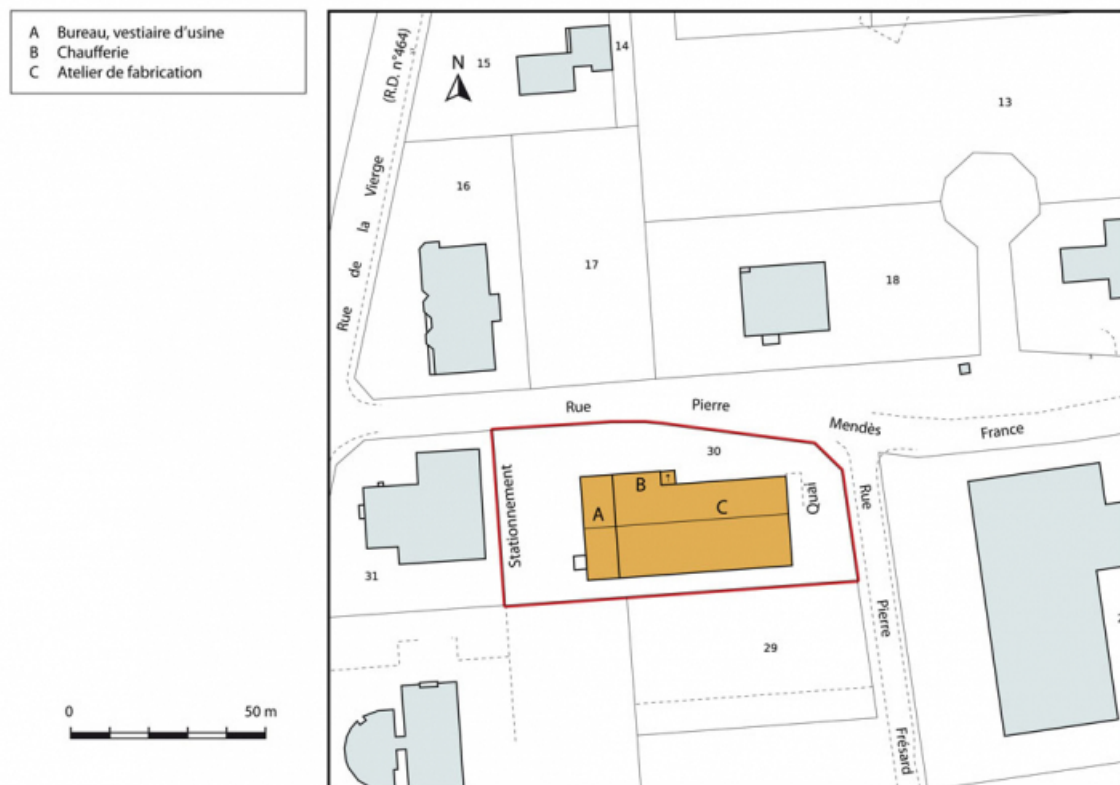 A Bureau, vestiaire d'usine
B Chaufferie
C Atelier de fabrication
(R.D. n°464)
N
15
14
13
Rue de la Vierge
16
17
18
Rue Pierre Mendès France
30
Stationnement
A
B
C
Quai
Rue Pierre Frésard
31
29
0 50 m